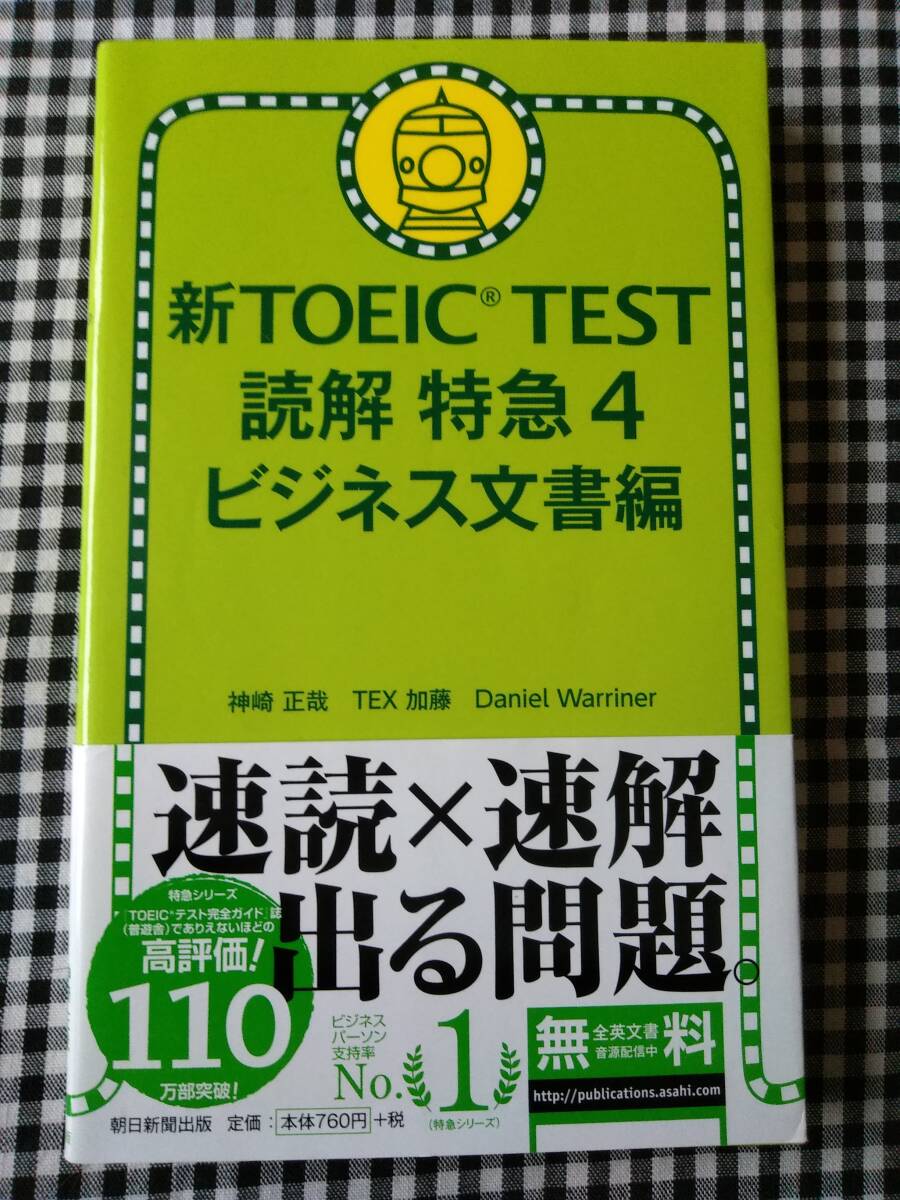 新TOEIC® TEST
読解 特急4
ビジネス文書編
神崎 正哉 TEX 加藤 Daniel Warriner
速読×速解
出る問題。
特急シリーズ
「TOEIC®テスト完全ガイド」誌
(普遊舎)でありえないほどの
高評価!
110
万部突破!
ビジネス
パーソン
支持率
No.1
(特急シリーズ)
無料
全英文書
音源配信中
http://publications.asahi.com
朝日新聞出版 定価:本体760円+税